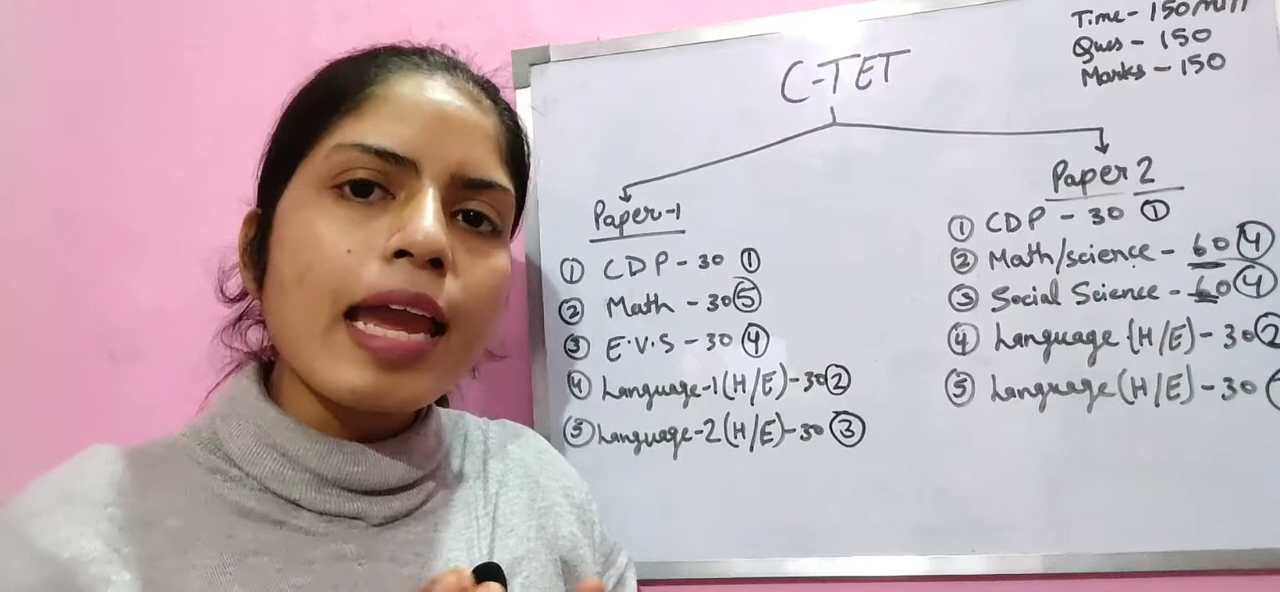 Time - 150 min
Ques - 150
Marks - 150
C-TET
Paper-1
① CDP - 30 ①
② Math - 30 ⑤
③ E.V.S - 30 ④
④ Language-1 (H/E) - 30 ②
⑤ Language-2 (H/E) - 30 ③
Paper 2
① CDP - 30 ①
② Math/science - 60 ④
③ Social Science - 60 ④
④ Language (H/E) - 30 ②
⑤ Language (H/E) - 30